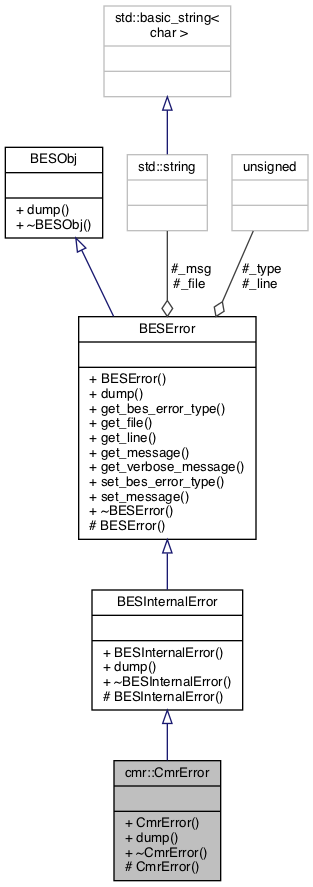 std::basic_string<
char >
BESObj
+ dump()
+ ~BESObj()
std::string
unsigned
#_msg
#_file
#_type
#_line
BESError
+ BESError()
+ dump()
+ get_bes_error_type()
+ get_file()
+ get_line()
+ get_message()
+ get_verbose_message()
+ set_bes_error_type()
+ set_message()
+ ~BESError()
# BESError()
BESInternalError
+ BESInternalError()
+ dump()
+ ~BESInternalError()
# BESInternalError()
cmr::CmrError
+ CmrError()
+ dump()
+ ~CmrError()
# CmrError()